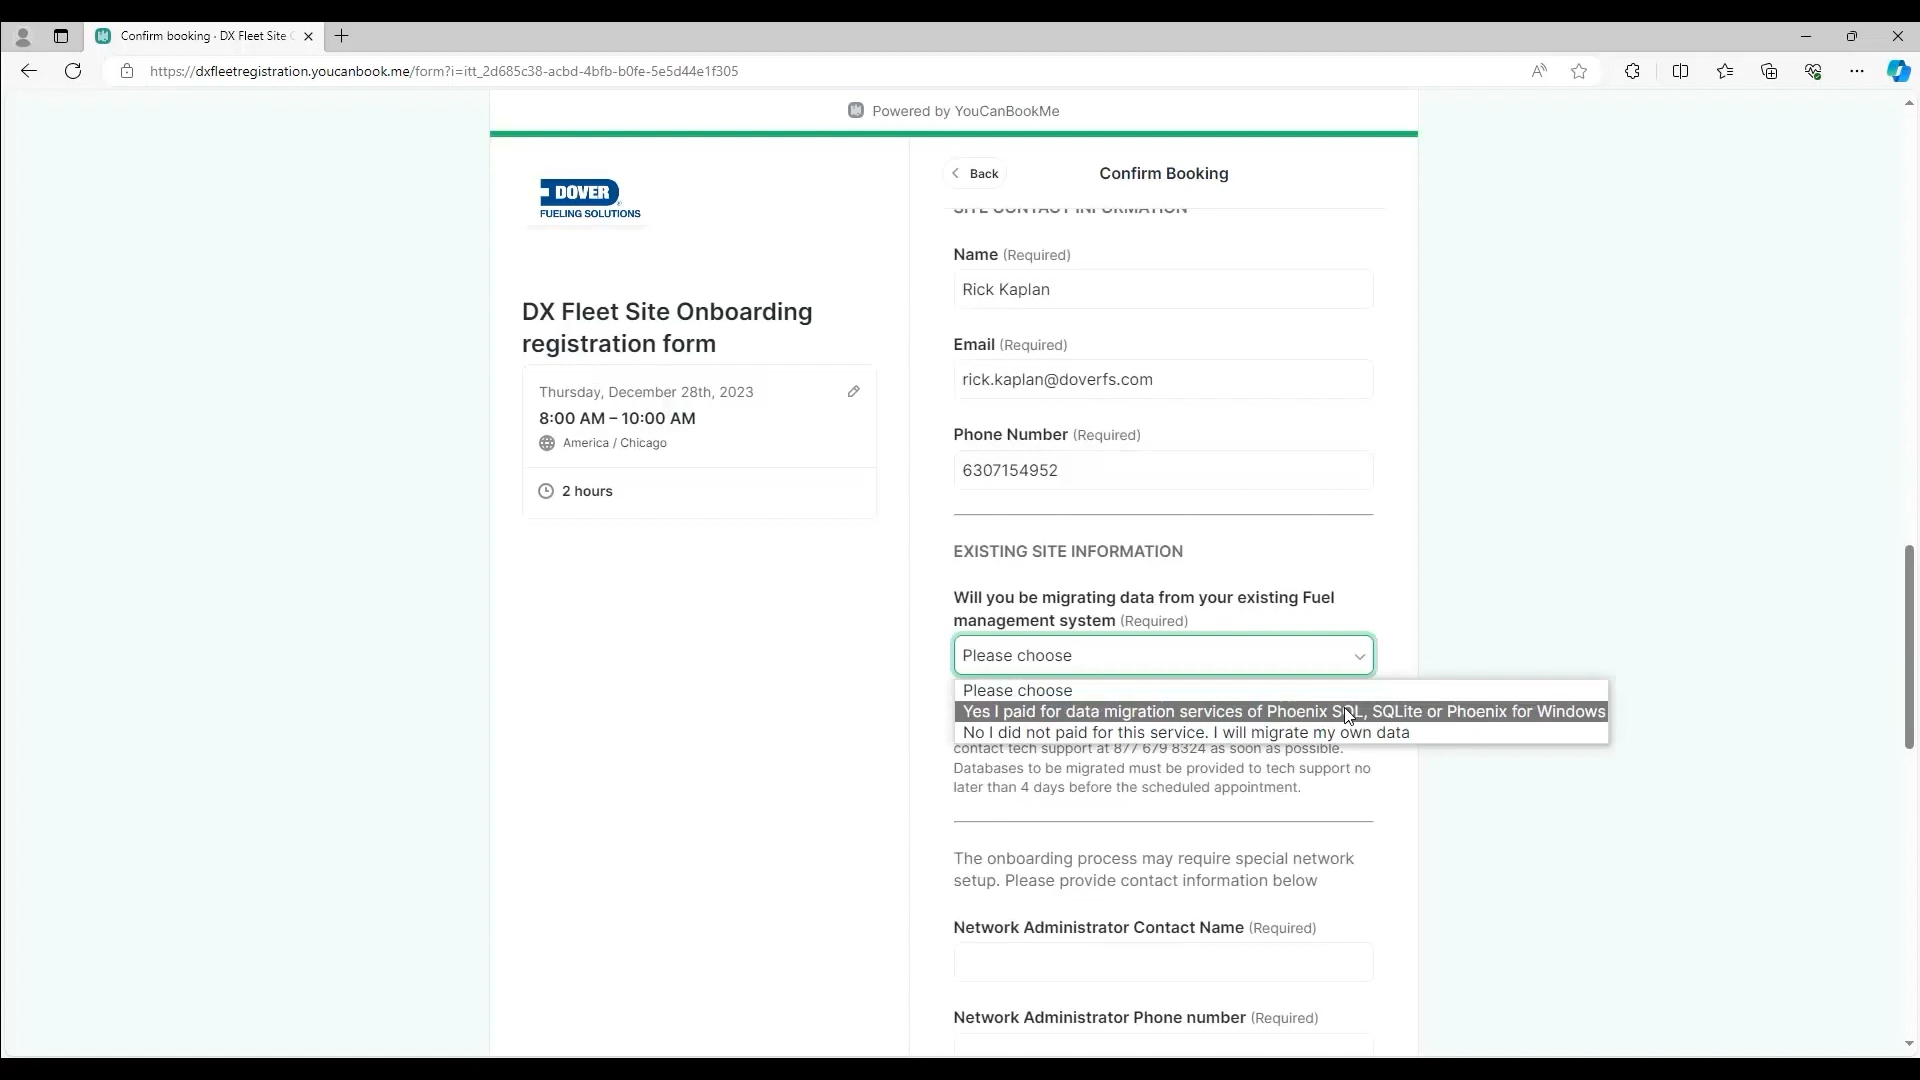 Confirm booking - DX Fleet Site
https://dxfleetregistration.youcanbook.me/form?i=itt_2d685c38-acbd-4bfb-b0fe-5e5d44e1f305
Powered by YouCanBookMe
DOVER
FUELING SOLUTIONS
DX Fleet Site Onboarding
registration form
Thursday, December 28th, 2023
8:00 AM – 10:00 AM
America / Chicago
2 hours
Back
Confirm Booking
SITE CONTACT INFORMATION
Name (Required)
Rick Kaplan
Email (Required)
rick.kaplan@doverfs.com
Phone Number (Required)
6307154952
EXISTING SITE INFORMATION
Will you be migrating data from your existing Fuel
management system (Required)
Please choose
Please choose
Yes I paid for data migration services of Phoenix SQL, SQLite or Phoenix for Windows
No I did not paid for this service. I will migrate my own data
contact tech support at 877 679 8324 as soon as possible.
Databases to be migrated must be provided to tech support no
later than 4 days before the scheduled appointment.
The onboarding process may require special network
setup. Please provide contact information below
Network Administrator Contact Name (Required)
Network Administrator Phone number (Required)